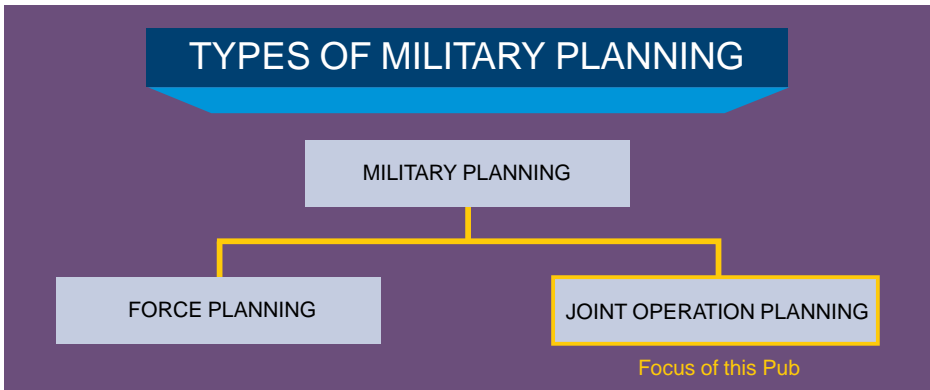 TYPES OF MILITARY PLANNING
MILITARY PLANNING
FORCE PLANNING
JOINT OPERATION PLANNING
Focus of this Pub